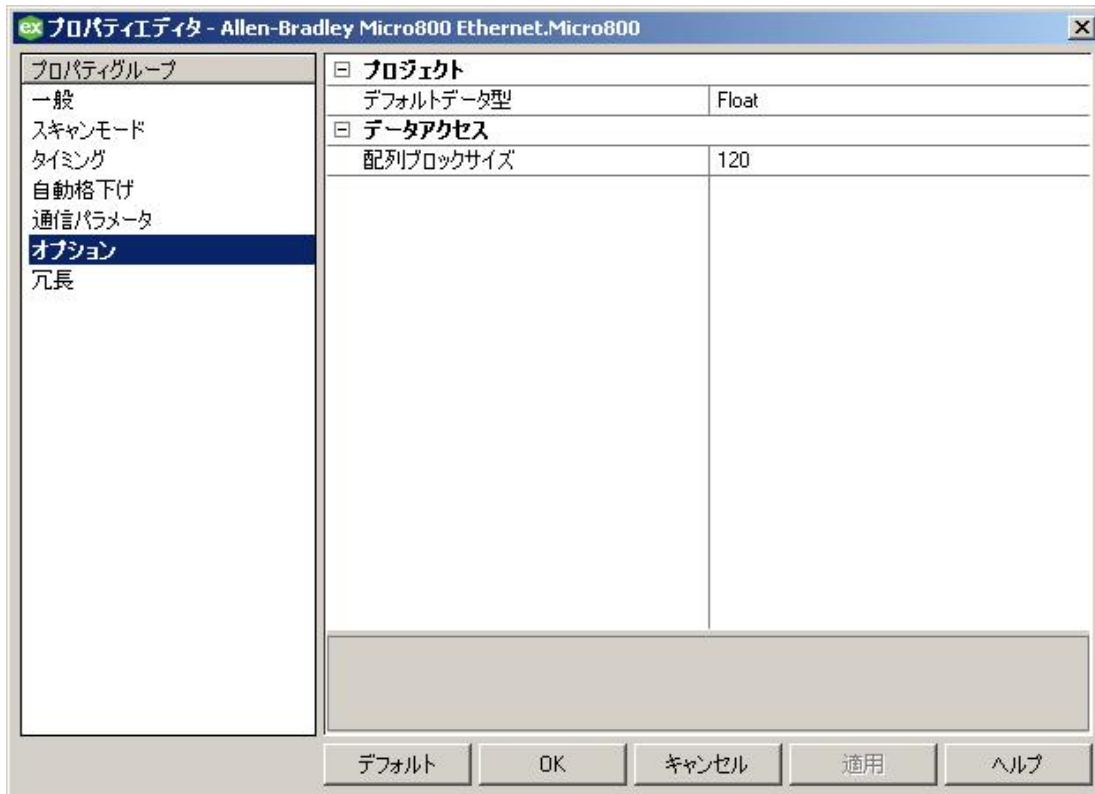 ex プロパティエディタ - Allen-Bradley Micro800 Ethernet.Micro800
プロパティグループ
一般
スキャンモード
タイミング
自動格下げ
通信パラメータ
オプション
冗長
プロジェクト
デフォルトデータ型 Float
データアクセス
配列ブロックサイズ 120
デフォルト OK キャンセル 適用 ヘルプ